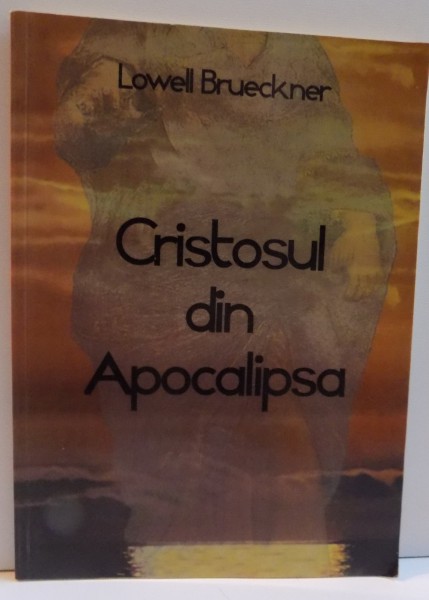 Lowell Brueckner
Cristosul
din
Apocalipsa